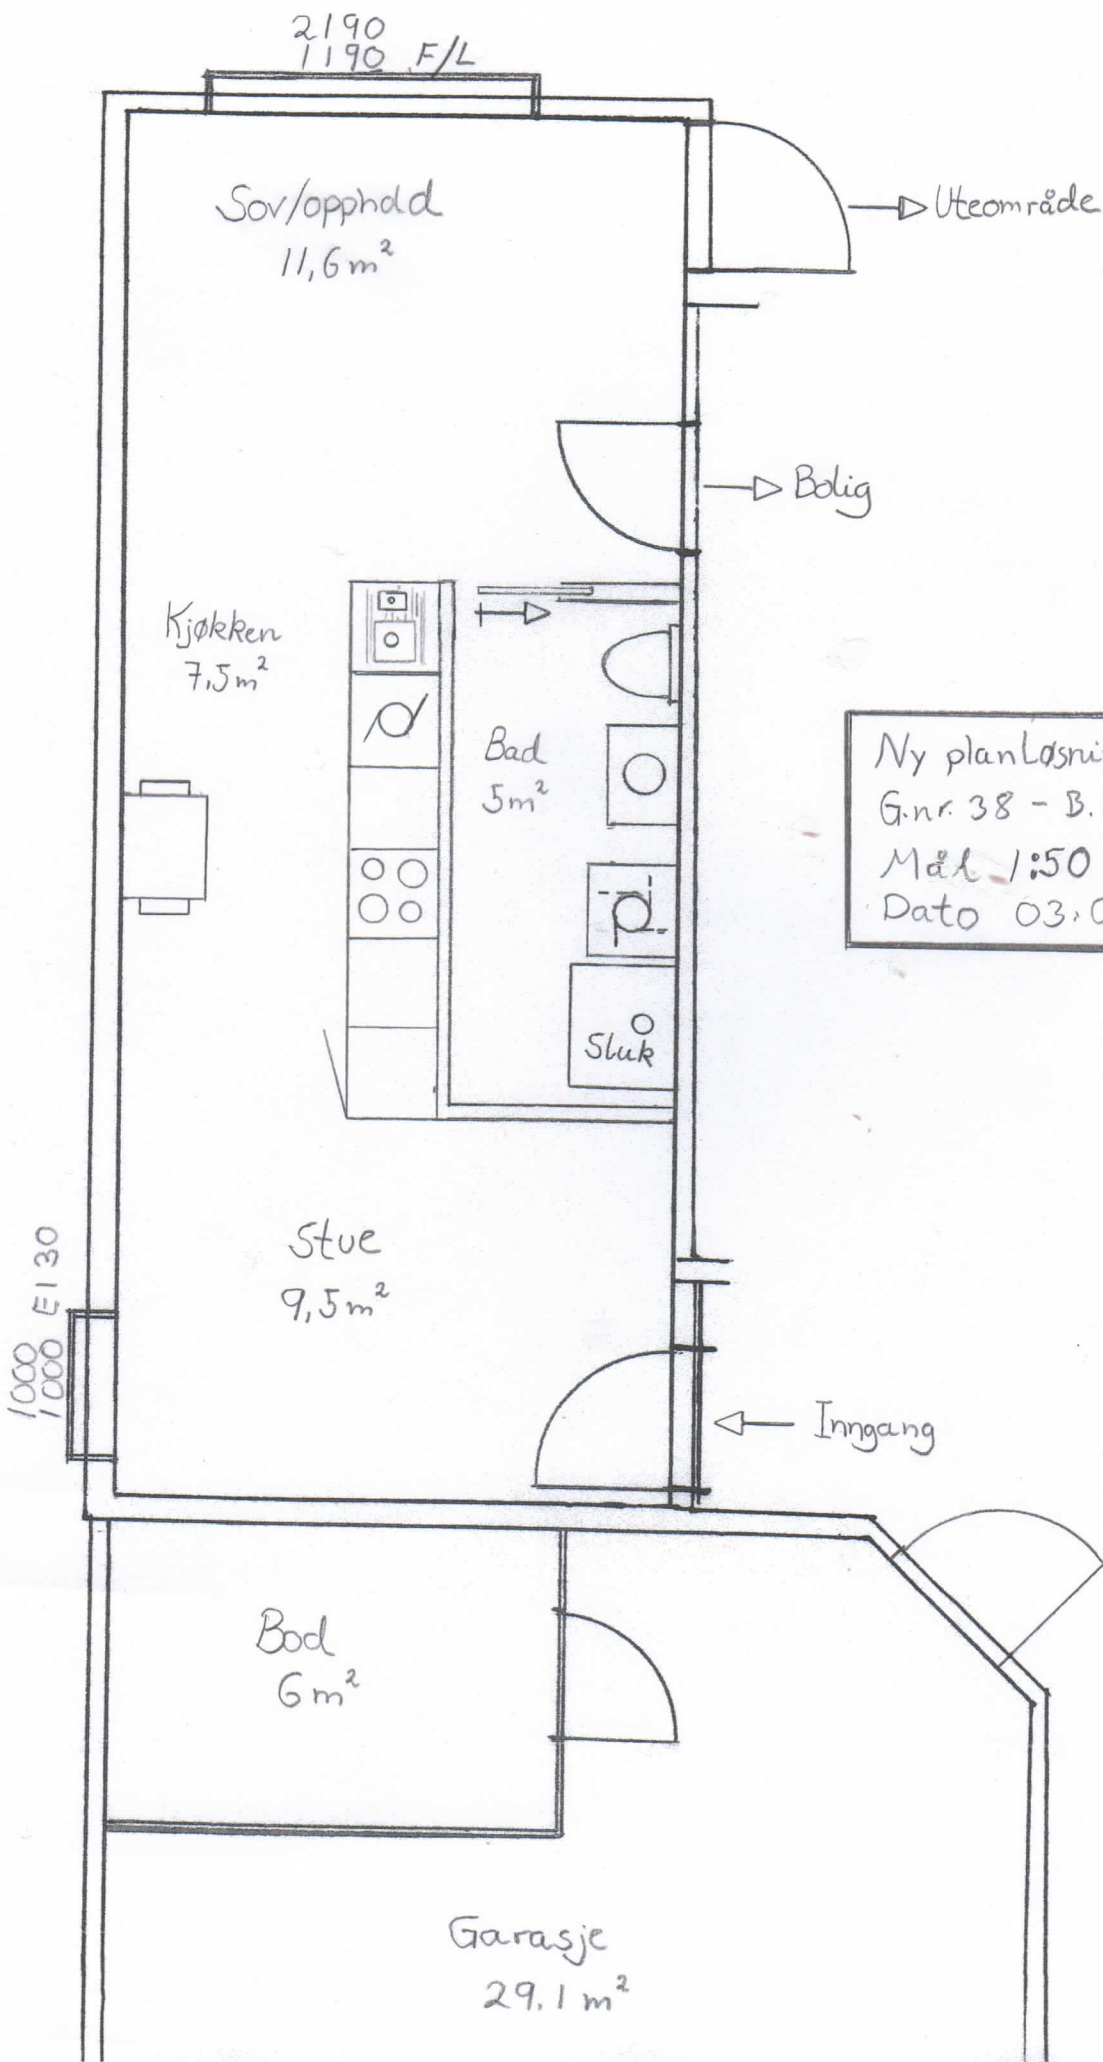 2190
1190 F/L
Sov/opphold
11,6 m²
Uteområde
Bolig
Kjøkken
7,5 m²
Bad
5 m²
Ny planløsni
G.nr. 38 - B.
Mål 1:50
Dato 03.0
Sluk
Stue
9,5 m²
1000
1000 E130
Inngang
Bod
6 m²
Garasje
29.1 m²